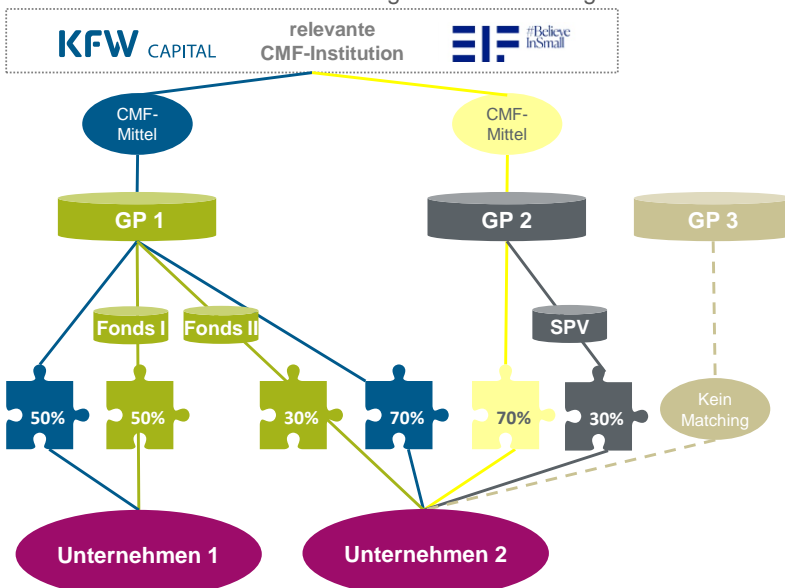 KFW CAPITAL
relevante
CMF-Institution
EIF #Believe
InSmall
CMF-
Mittel
CMF-
Mittel
GP 1
GP 2
GP 3
Fonds I
Fonds II
SPV
50%
50%
30%
70%
70%
30%
Kein
Matching
Unternehmen 1
Unternehmen 2